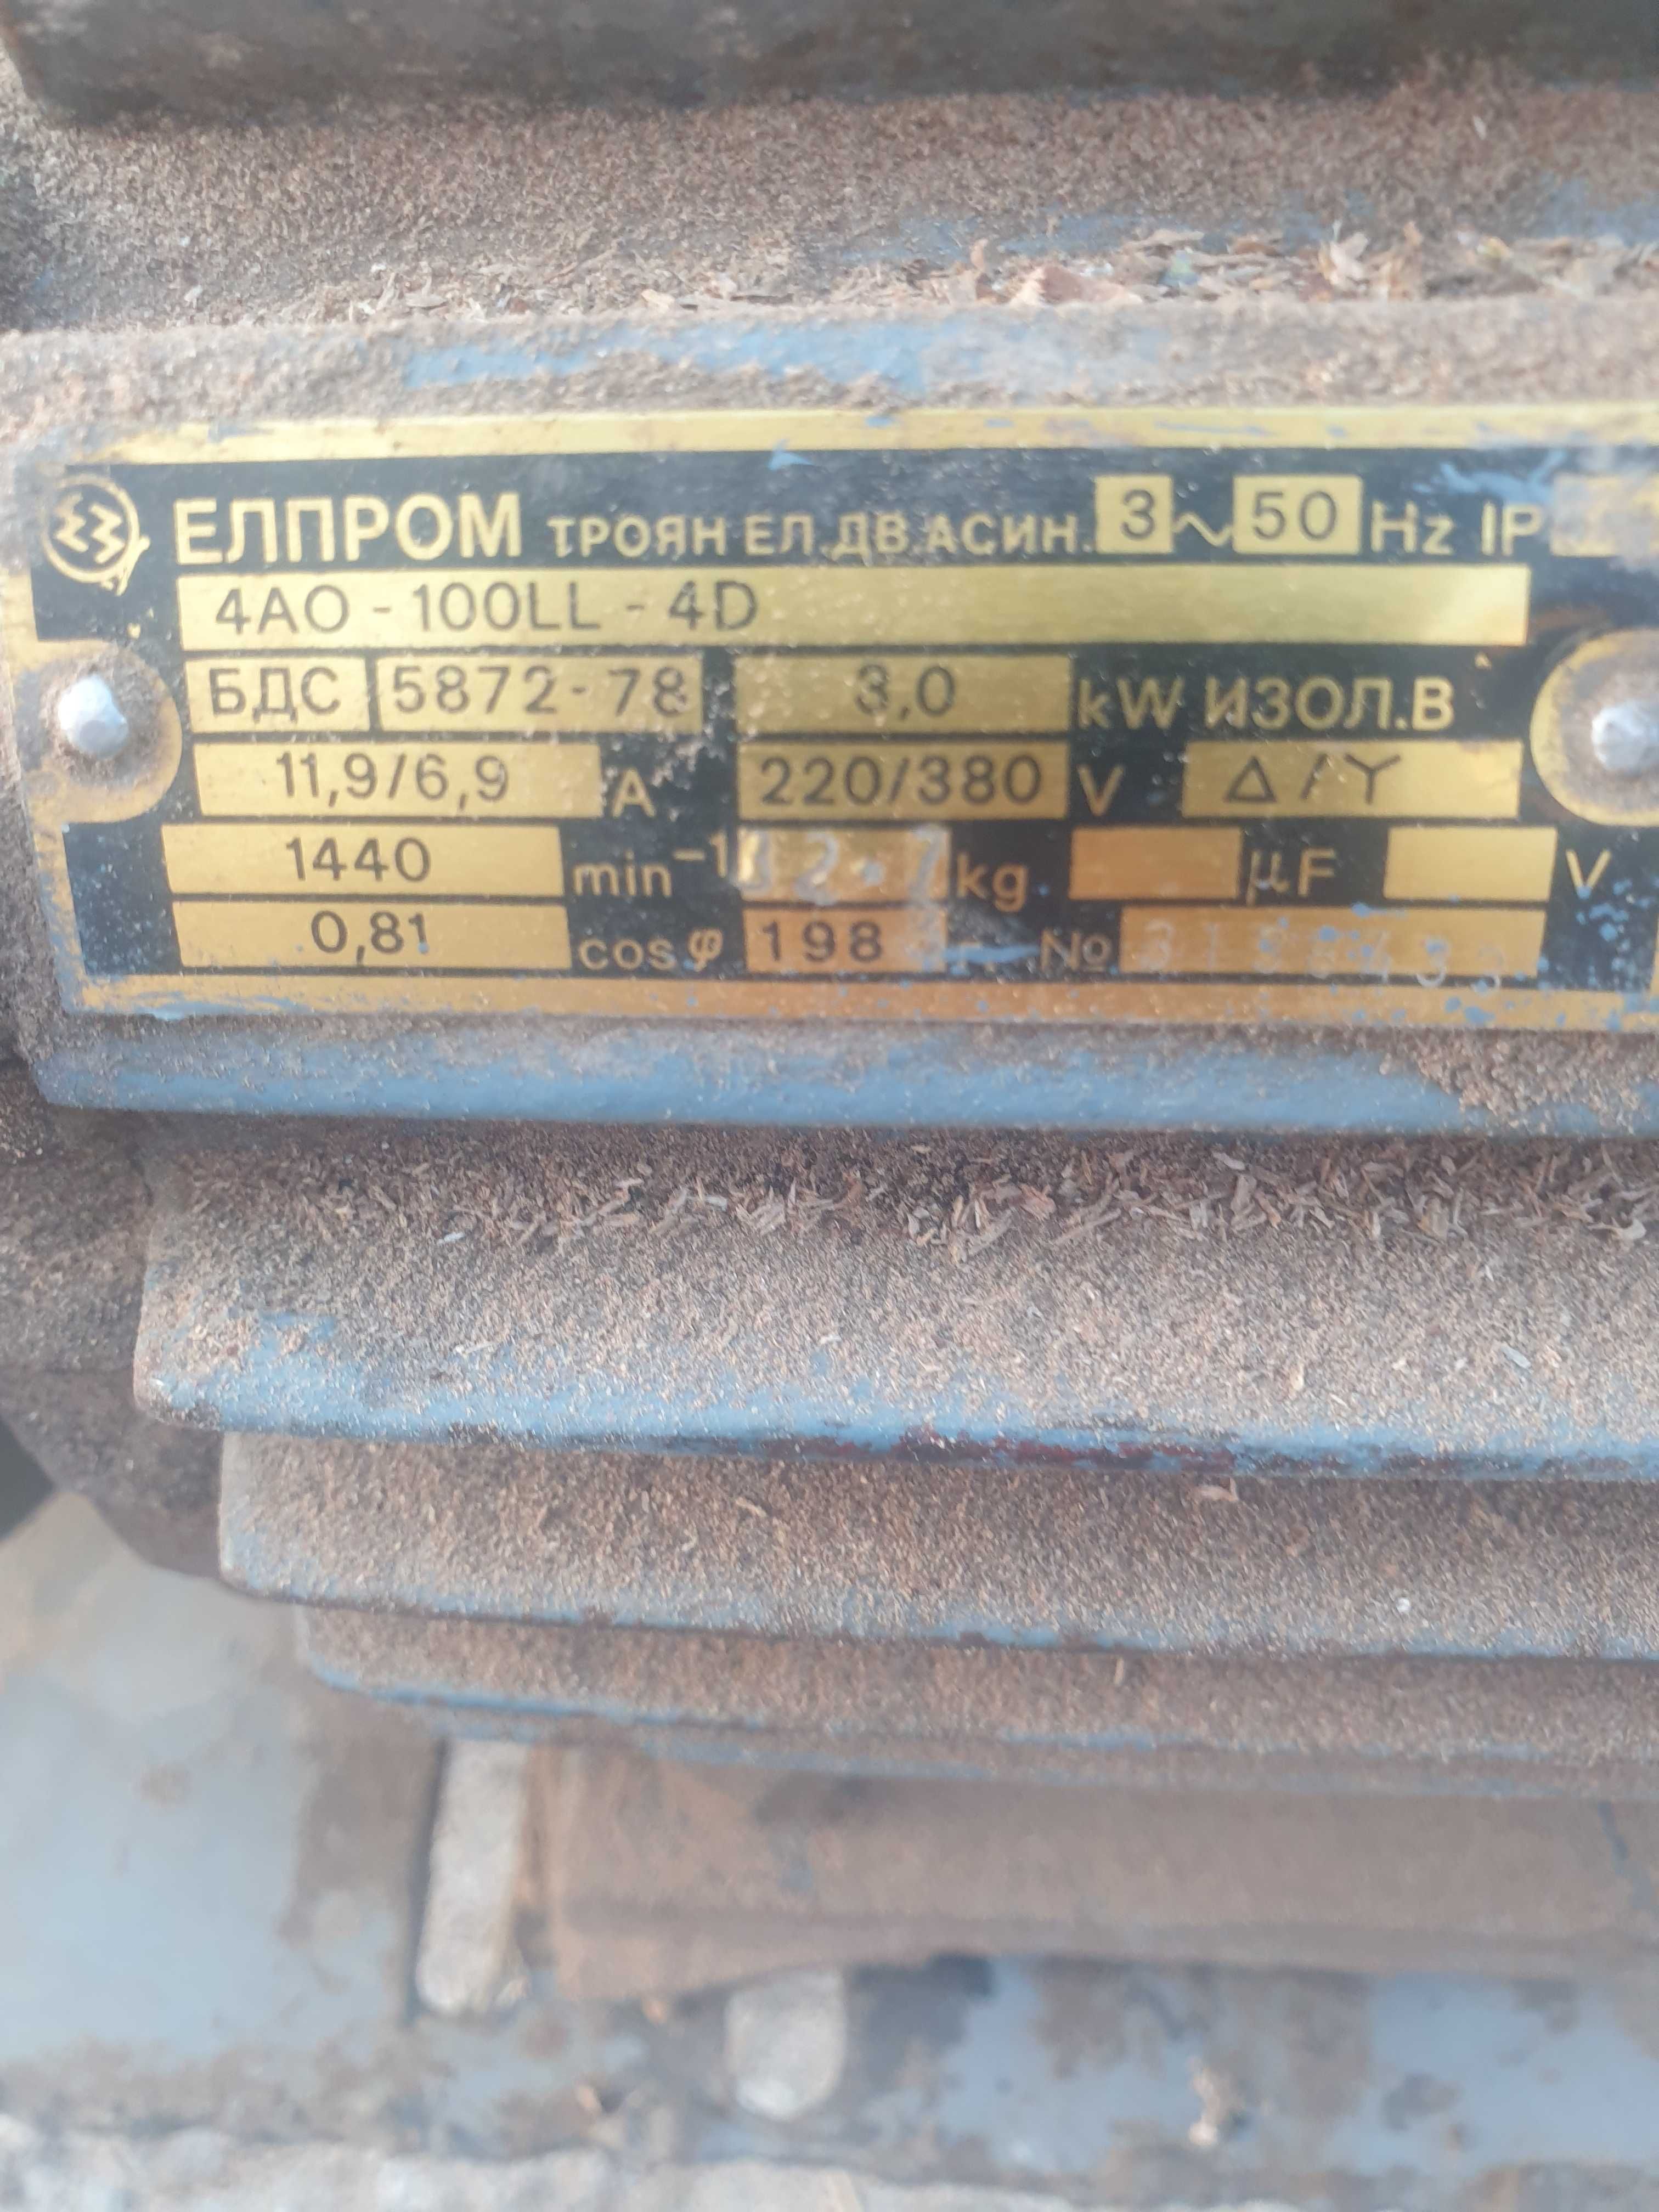 ЕЛПРОМ ТРОЯН ЕЛ.ДВ.АСИН. 3~ 50 Hz IP
4АО - 100LL - 4D
БДС 5872-78 3,0 kW ИЗОЛ.В
11,9/6,9 A 220/380 V Δ/Y
1440 min⁻¹ kg µF V
0,81 cosφ 198 г. №